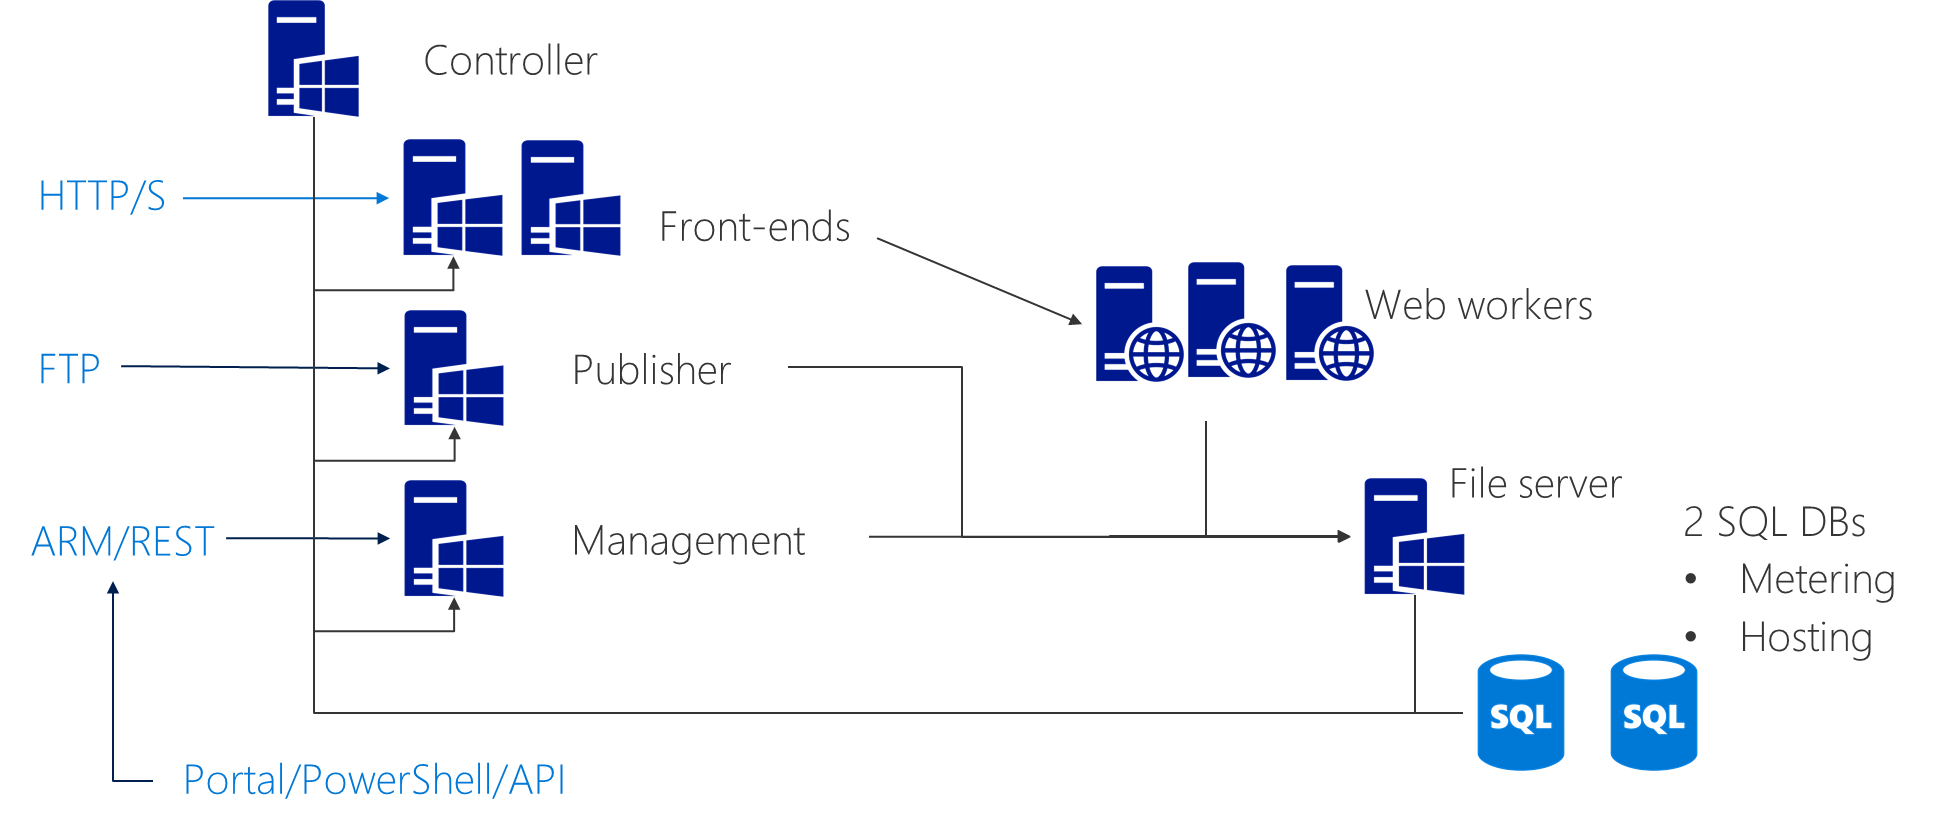 Controller
HTTP/S
Front-ends
Web workers
FTP
Publisher
File server
ARM/REST
Management
2 SQL DBs
• Metering
• Hosting
SQL
SQL
Portal/PowerShell/API